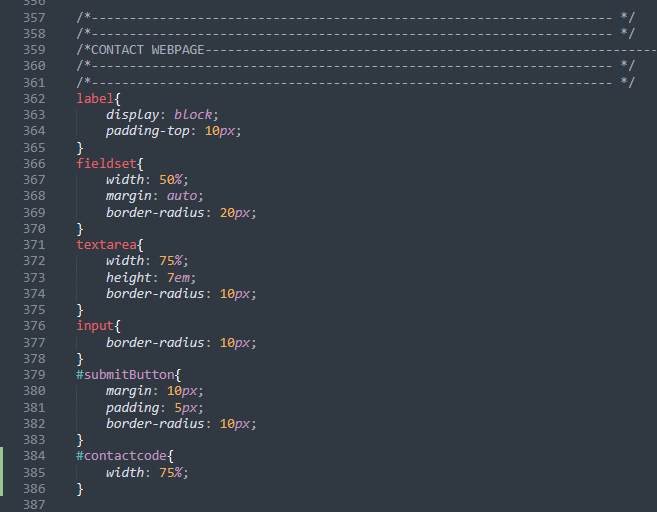 356
357 /*--------------------------------------------------------------------- */
358 /*--------------------------------------------------------------------- */
359 /*CONTACT WEBPAGE------------------------------------------------------------
360 /*--------------------------------------------------------------------- */
361 /*--------------------------------------------------------------------- */
362 label{
363 display: block;
364 padding-top: 10px;
365 }
366 fieldset{
367 width: 50%;
368 margin: auto;
369 border-radius: 20px;
370 }
371 textarea{
372 width: 75%;
373 height: 7em;
374 border-radius: 10px;
375 }
376 input{
377 border-radius: 10px;
378 }
379 #submitButton{
380 margin: 10px;
381 padding: 5px;
382 border-radius: 10px;
383 }
384 #contactcode{
385 width: 75%;
386 }
387